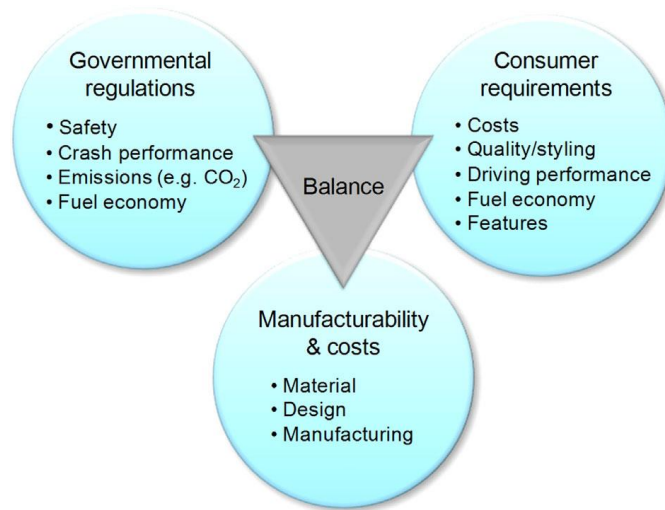 Governmental
regulations
• Safety
• Crash performance
• Emissions (e.g. CO₂)
• Fuel economy
Balance
Consumer
requirements
• Costs
• Quality/styling
• Driving performance
• Fuel economy
• Features
Manufacturability
& costs
• Material
• Design
• Manufacturing